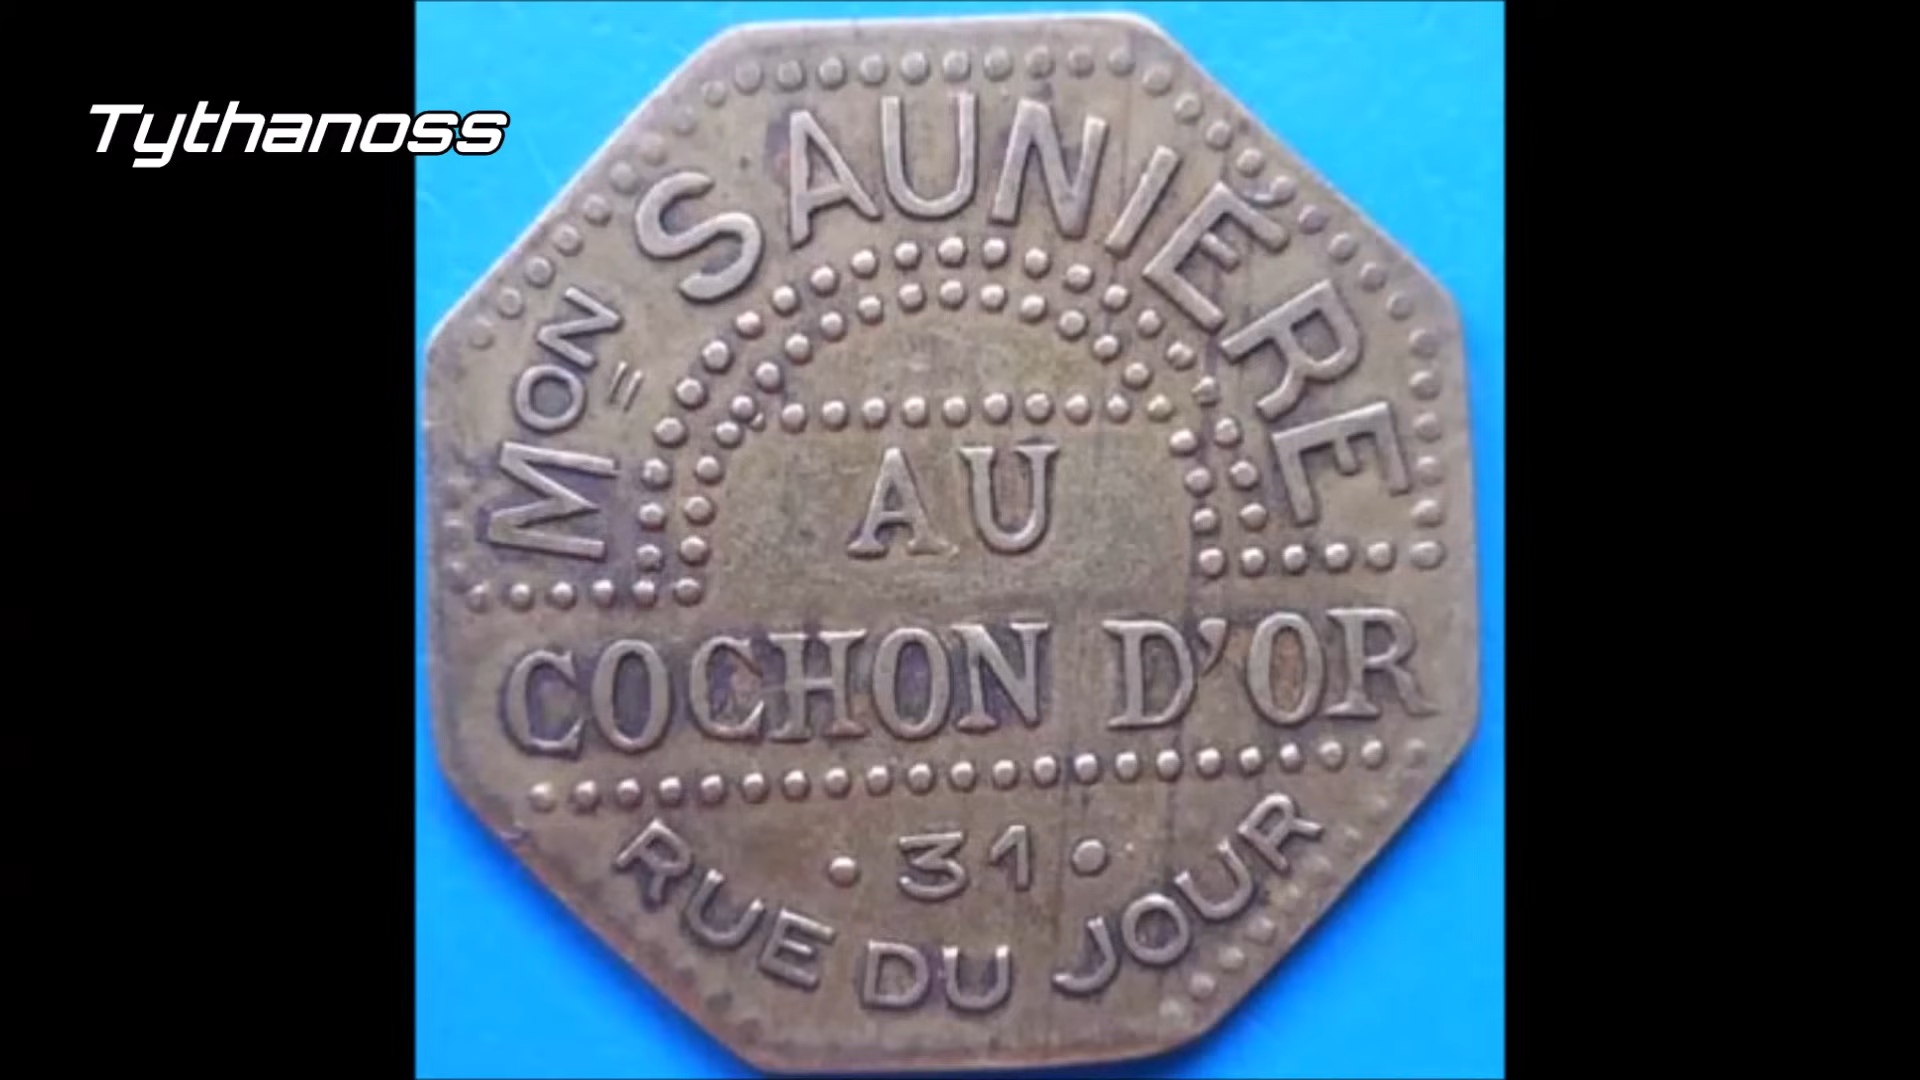 Tythanoss
MON SAUNIÈRE
AU
COCHON D'OR
• 31 •
RUE DU JOUR